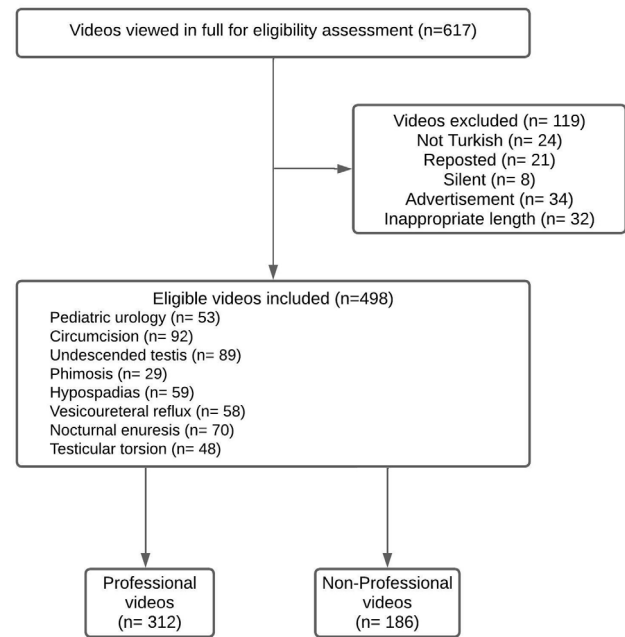 Videos viewed in full for eligibility assessment (n=617)
Videos excluded (n= 119)
Not Turkish (n= 24)
Reposted (n= 21)
Silent (n= 8)
Advertisement (n= 34)
Inappropriate length (n= 32)
Eligible videos included (n=498)
Pediatric urology (n= 53)
Circumcision (n= 92)
Undescended testis (n= 89)
Phimosis (n= 29)
Hypospadias (n= 59)
Vesicoureteral reflux (n= 58)
Nocturnal enuresis (n= 70)
Testicular torsion (n= 48)
Professional
videos
(n= 312)
Non-Professional
videos
(n= 186)